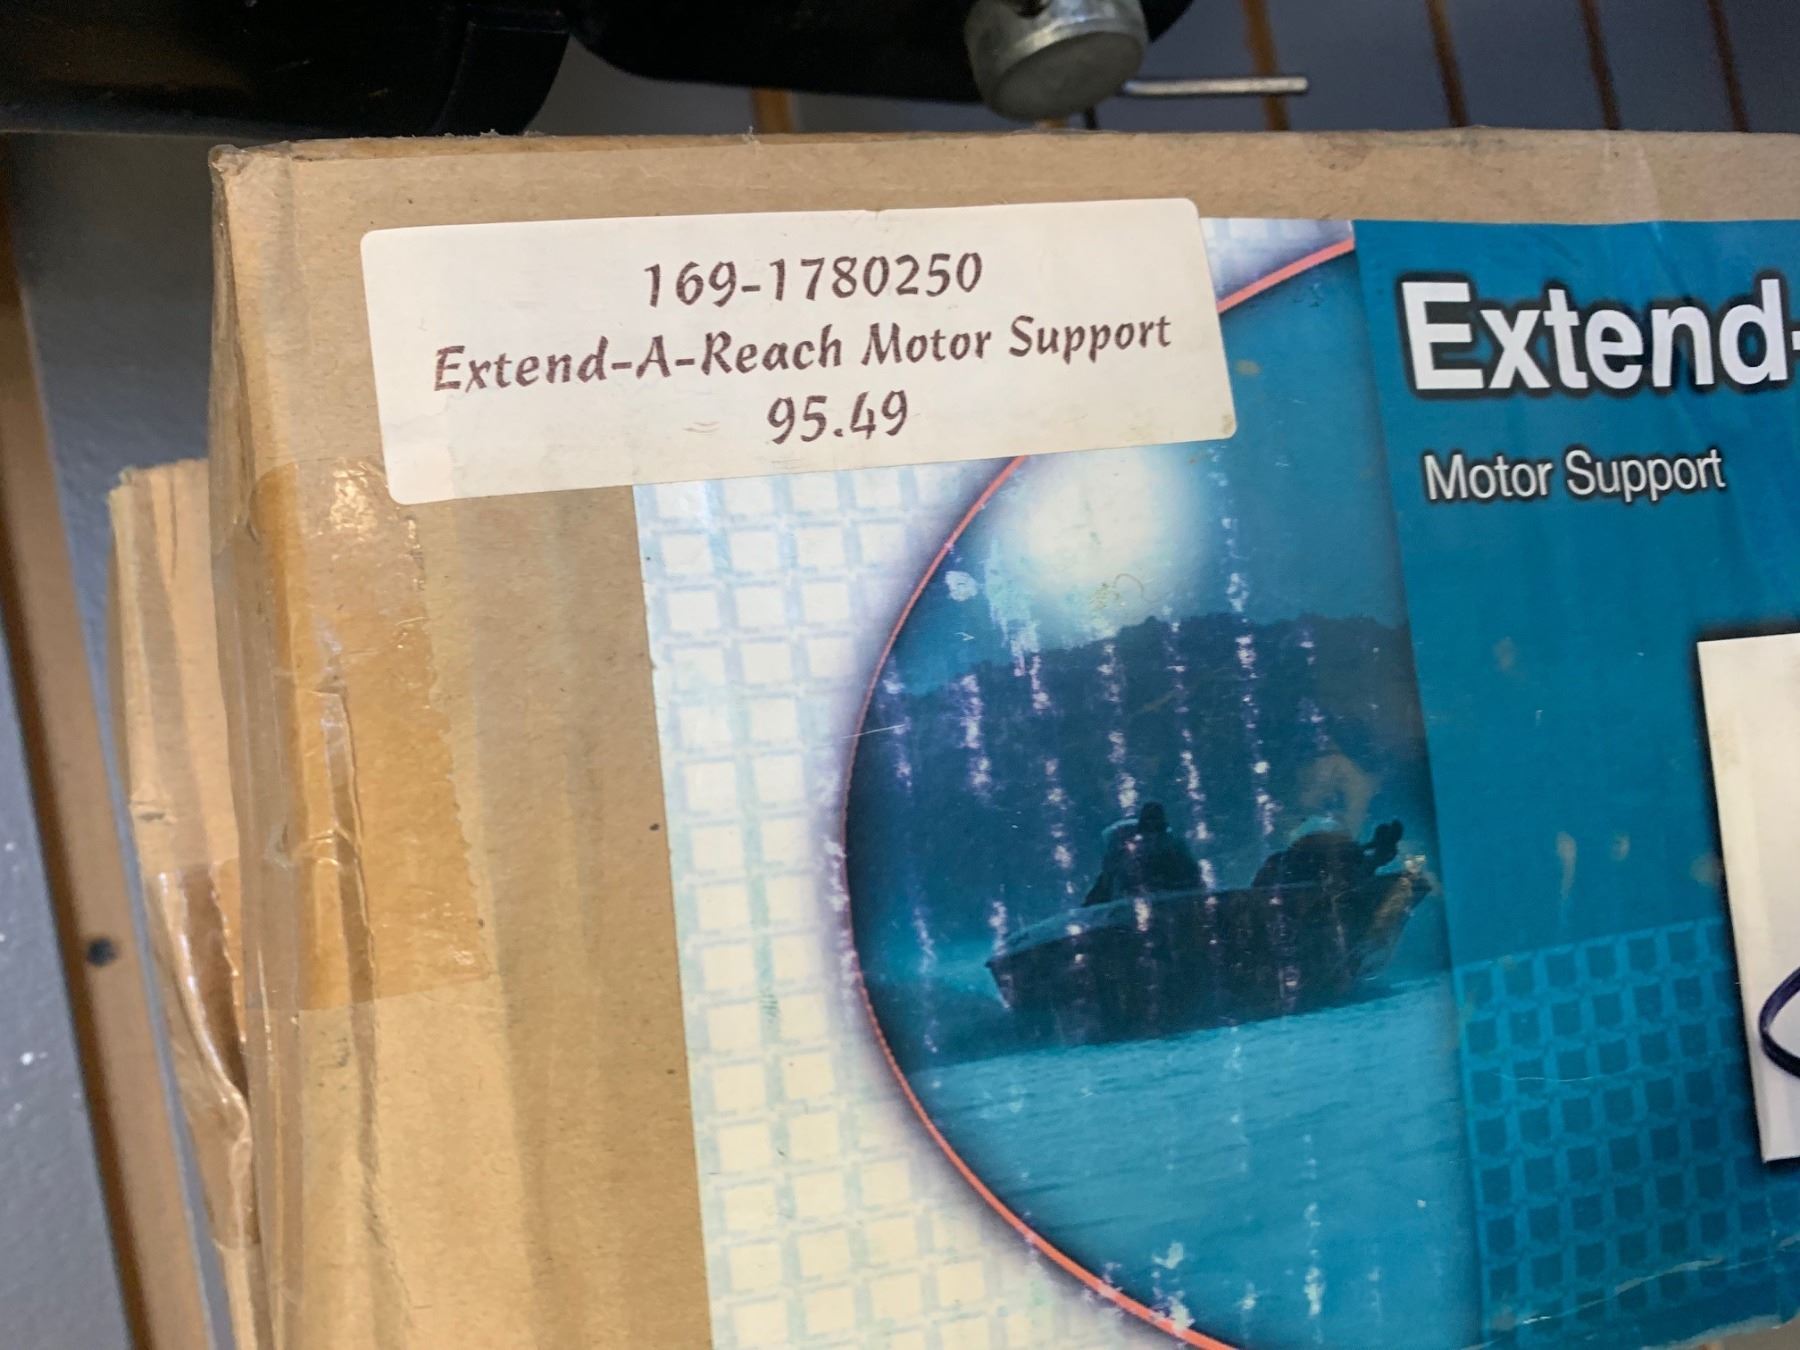 169-1780250
Extend-A-Reach Motor Support
95.49
Extend-
Motor Support